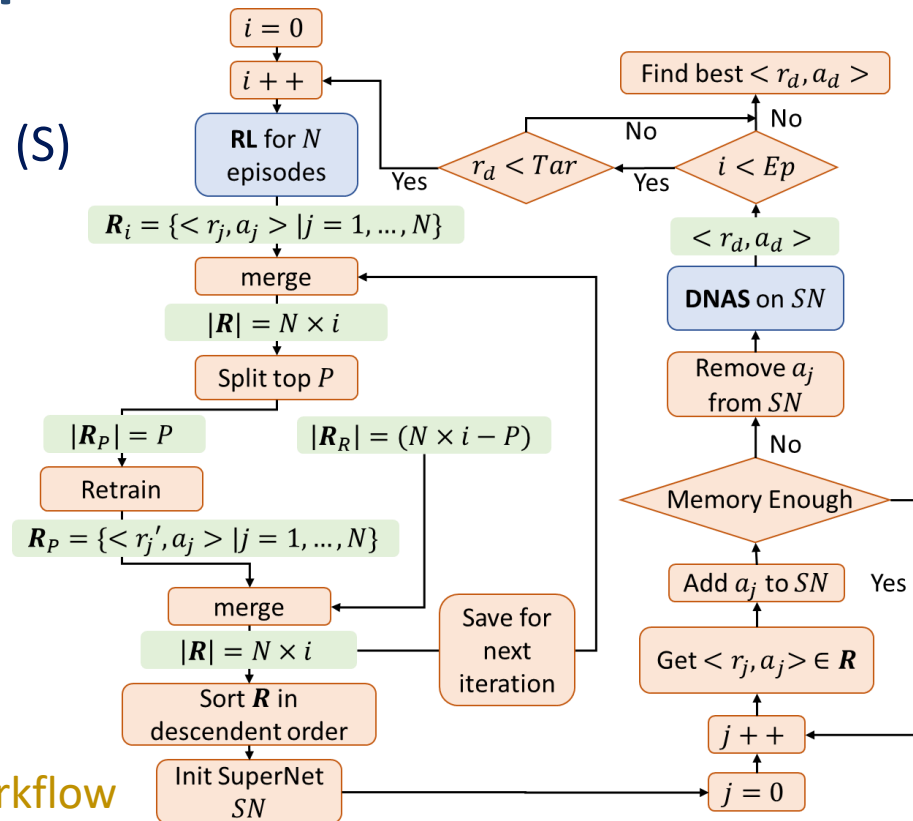 i = 0
i + +
(S)
RL for N
episodes
R_i = {< r_j, a_j > |j = 1, …, N}
merge
|R| = N × i
Split top P
|R_P| = P
|R_R| = (N × i − P)
Retrain
R_P = {< r_j', a_j > |j = 1, …, N}
merge
|R| = N × i
Save for
next
iteration
Sort R in
descendent order
Init SuperNet
SN
rkflow
j = 0
j + +
Get < r_j, a_j > ∈ R
Add a_j to SN
Yes
Memory Enough
No
Remove a_j
from SN
DNAS on SN
< r_d, a_d >
i < Ep
Yes
No
r_d < Tar
Yes
No
Find best < r_d, a_d >